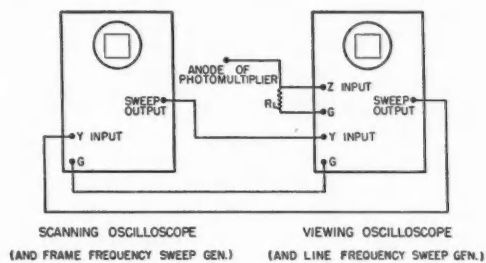 ANODE OF
PHOTOMULTIPLIER
Z INPUT
SWEEP
OUTPUT
R_L
G
SWEEP
OUTPUT
Y INPUT
Y INPUT
G
G
SCANNING OSCILLOSCOPE
(AND FRAME FREQUENCY SWEEP GEN.)
VIEWING OSCILLOSCOPE
(AND LINE FREQUENCY SWEEP GEN.)